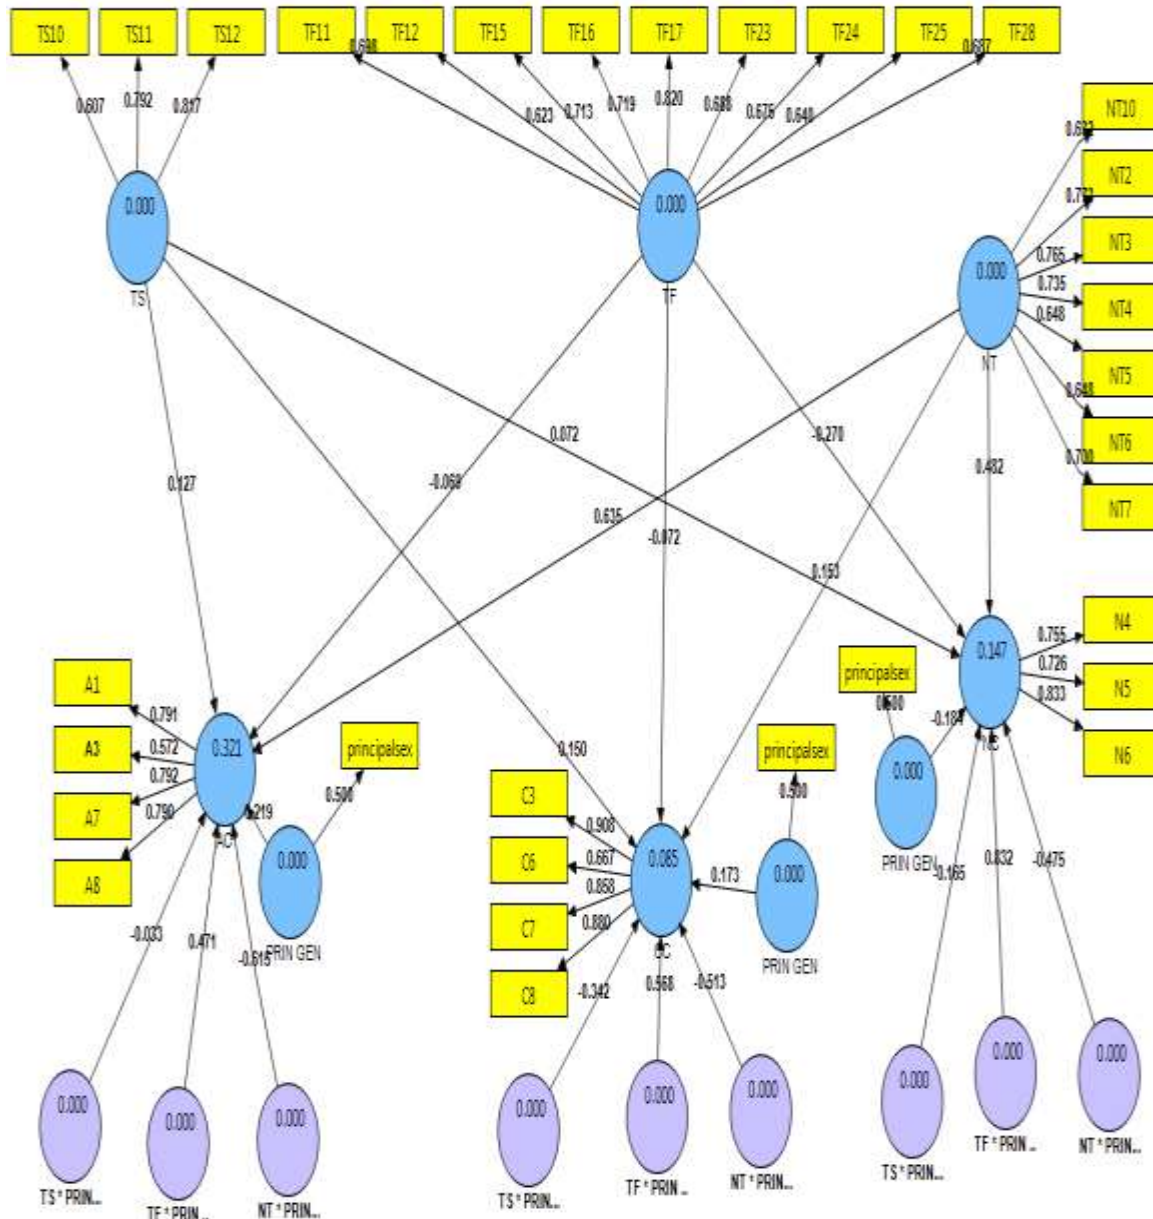 TS10 TS11 TS12 TF11 TF12 TF15 TF16 TF17 TF23 TF24 TF25 TF28
0.607 0.792 0.817 0.698 0.623 0.713 0.719 0.820 0.688 0.675 0.640 0.687
NT10
NT2
0.773
0.765 NT3
0.735 NT4
0.648 NT5
0.648 NT6
0.700 NT7
0.000 0.000 0.000
TS TF NT
0.127 0.072 -0.068 -0.072 0.635 -0.270 0.482
0.153
0.150
A1 0.791
A3 0.572
A7 0.792
A8 0.790
0.321
AC
principalsex
0.500
0.000
PRIN GEN
-0.033 0.471 -0.615
C3 0.908
C6 0.667
C7 0.858
C8 0.880
0.085
principalsex
0.500
0.173 0.000
PRIN GEN
-0.342 0.568 -0.513
principalsex
0.500
0.000
PRIN GEN
0.147
0.755 N4
0.726 N5
0.833 N6
-0.165 0.832 -0.475
0.000 0.000 0.000
TS * PRIN... TF * PRIN .. NT * PRIN...
0.000 0.000 0.000
TS * PRIN... TF * PRIN .. NT * PRIN...
0.000 0.000 0.000
TS * PRIN... TF * PRIN .. NT * PRIN...